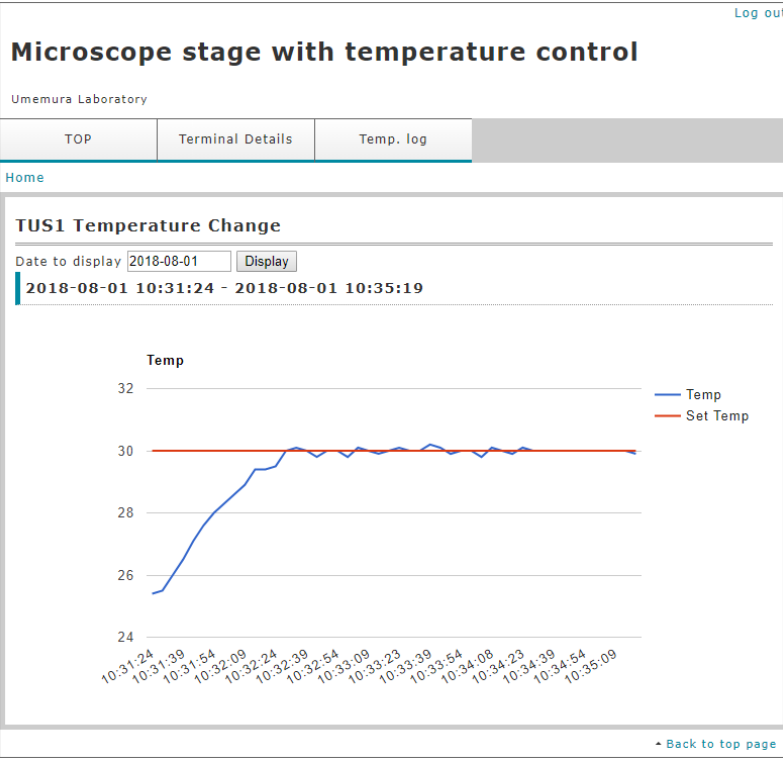 Log out
Microscope stage with temperature control
Umemura Laboratory
TOP Terminal Details Temp. log
Home
TUS1 Temperature Change
Date to display 2018-08-01 Display
2018-08-01 10:31:24 - 2018-08-01 10:35:19
Temp
32
30
28
26
24
Temp
Set Temp
10:31:24 10:31:39 10:31:54 10:32:09 10:32:24 10:32:39 10:32:54 10:33:09 10:33:23 10:33:39 10:33:54 10:34:08 10:34:23 10:34:39 10:34:54 10:35:09
Back to top page